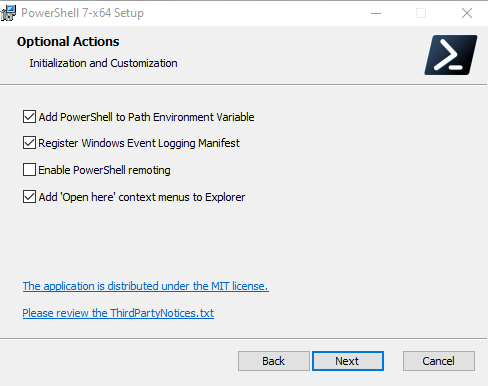 PowerShell 7-x64 Setup
Optional Actions
Initialization and Customization
Add PowerShell to Path Environment Variable
Register Windows Event Logging Manifest
Enable PowerShell remoting
Add 'Open here' context menus to Explorer
The application is distributed under the MIT license.
Please review the ThirdPartyNotices.txt
Back Next Cancel